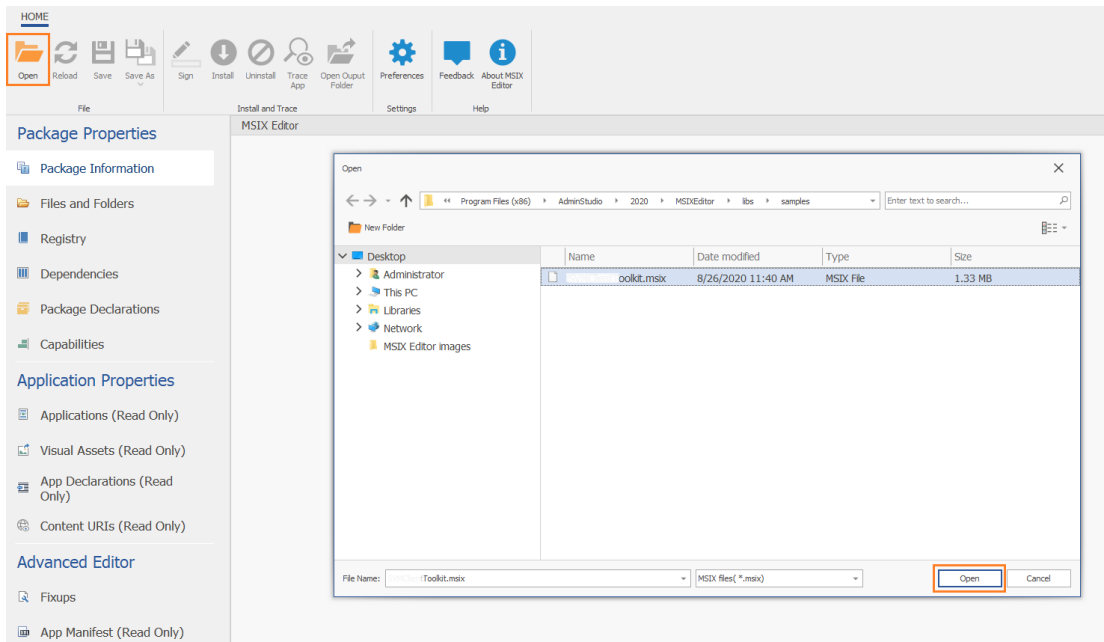 HOME
Open
Reload
Save
Save As
Sign
Install
Uninstall
Trace App
Open Ouput Folder
Preferences
Feedback
About MSIX Editor
File
Install and Trace
Settings
Help
Package Properties
Package Information
Files and Folders
Registry
Dependencies
Package Declarations
Capabilities
Application Properties
Applications (Read Only)
Visual Assets (Read Only)
App Declarations (Read
Only)
Content URIs (Read Only)
Advanced Editor
Fixups
App Manifest (Read Only)
MSIX Editor
Open
Program Files (x86) AdminStudio 2020 MSIXEditor libs samples
Enter text to search...
New Folder
Desktop
Administrator
This PC
Libraries
Network
MSIX Editor images
Name Date modified Type Size
oolkit.msix 8/26/2020 11:40 AM MSIX File 1.33 MB
File Name: Toolkit.msix
MSIX files( *.msix)
Open
Cancel